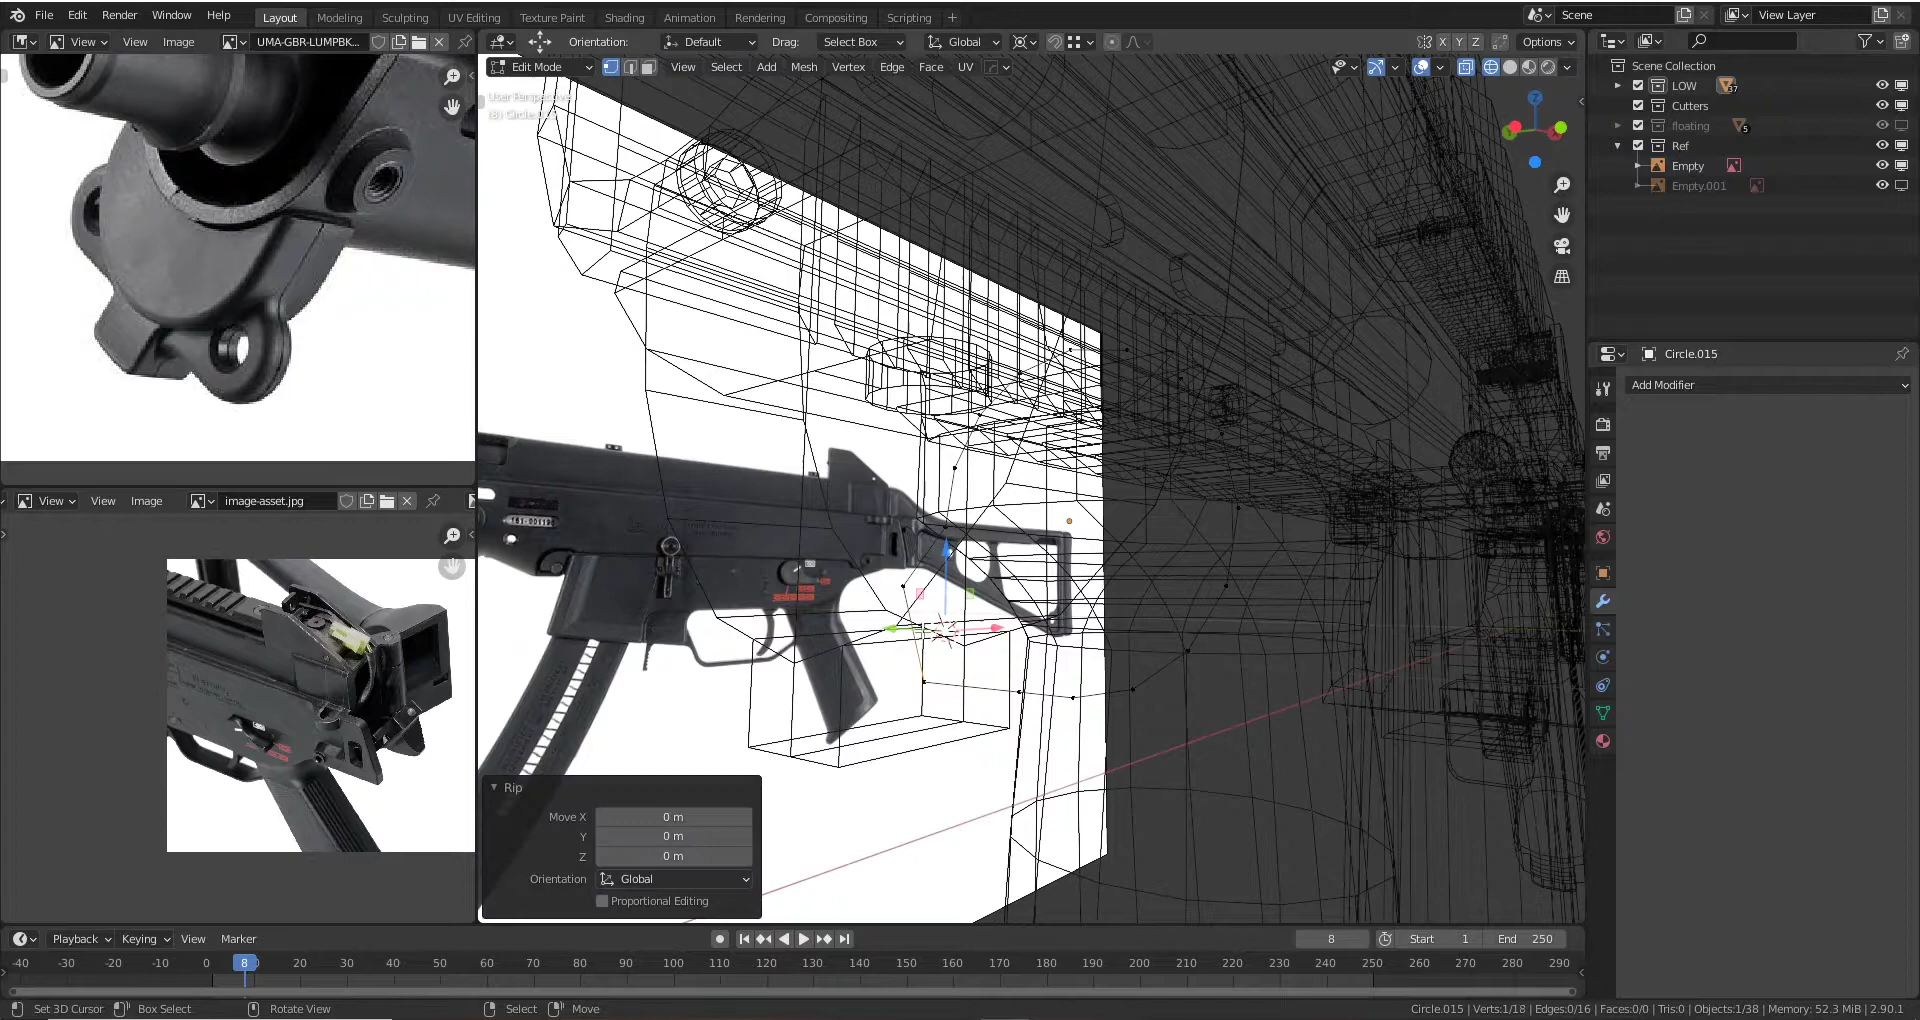 File Edit Render Window Help Layout Modeling Sculpting UV Editing Texture Paint Shading Animation Rendering Compositing Scripting + Scene View Layer
View View Image UMA-GBR-LUMPBK... Orientation: Default Drag: Select Box Global X Y Z Options
Edit Mode View Select Add Mesh Vertex Edge Face UV
User Perspective
(8) Circle.015
Z
Scene Collection
LOW 37
Cutters
floating 5
Ref
Empty
Empty.001
Circle.015
Add Modifier
View View Image image-asset.jpg
Rip
Move X 0 m
Y 0 m
Z 0 m
Orientation Global
Proportional Editing
Playback Keying View Marker 8 Start 1 End 250
-40 -30 -20 -10 0 8 20 30 40 50 60 70 80 90 100 110 120 130 140 150 160 170 180 190 200 210 220 230 240 250 260 270 280 290
Set 3D Cursor Box Select Rotate View Select Move Circle.015 | Verts:1/18 | Edges:0/16 | Faces:0/0 | Tris:0 | Objects:1/38 | Memory: 52.3 MiB | 2.90.1